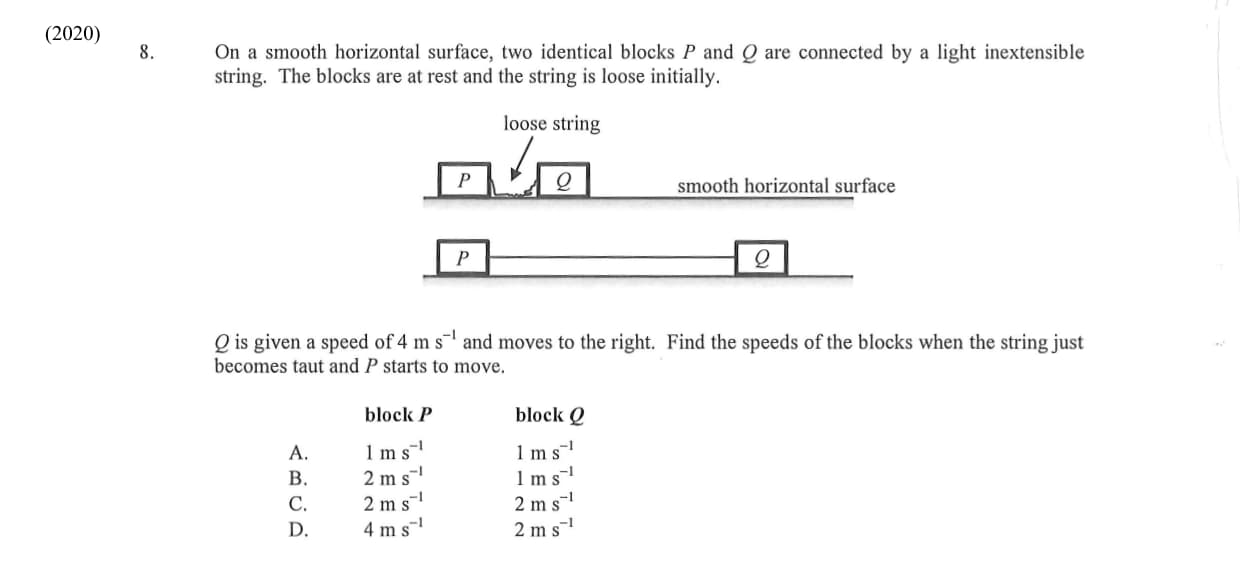 (2020)
8. On a smooth horizontal surface, two identical blocks P and Q are connected by a light inextensible
string. The blocks are at rest and the string is loose initially.
loose string
P Q smooth horizontal surface
P Q
Q is given a speed of 4 m s⁻¹ and moves to the right. Find the speeds of the blocks when the string just
becomes taut and P starts to move.
block P block Q
A. 1 m s⁻¹ 1 m s⁻¹
B. 2 m s⁻¹ 1 m s⁻¹
C. 2 m s⁻¹ 2 m s⁻¹
D. 4 m s⁻¹ 2 m s⁻¹